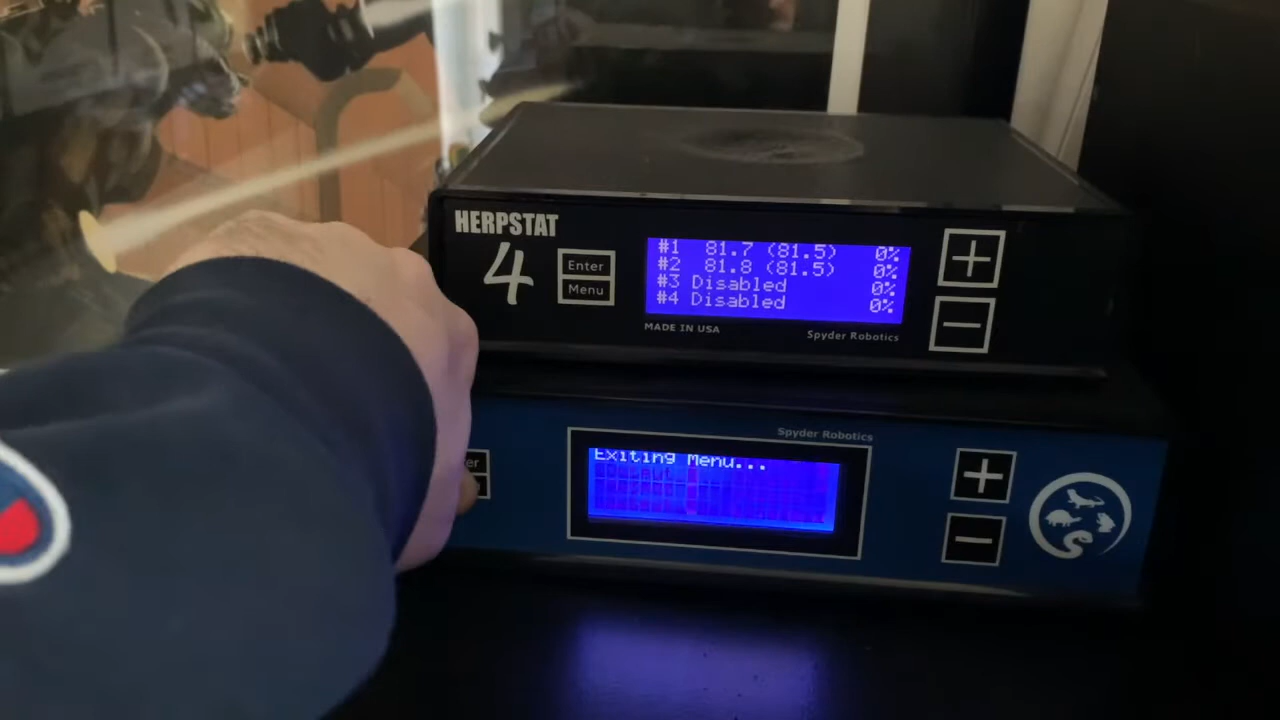 HERPSTAT
4
Enter
Menu
#1 81.7 (81.5) 0%
#2 81.8 (81.5) 0%
#3 Disabled 0%
#4 Disabled 0%
MADE IN USA
Spyder Robotics
Spyder Robotics
Exiting Menu...